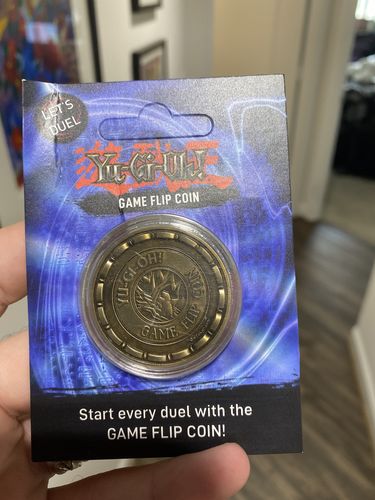 LET'S
DUEL
Yu-Gi-Oh!
GAME FLIP COIN
YU-GI-OH!
GAME FLIP COIN
Start every duel with the
GAME FLIP COIN!